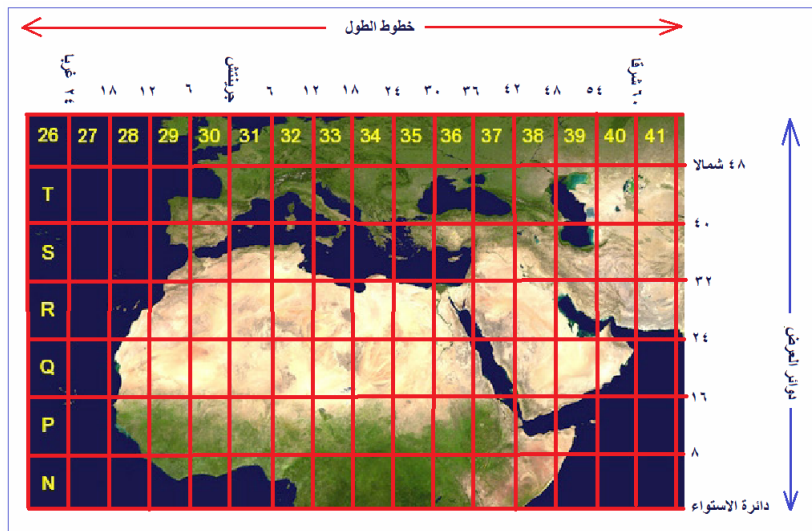 خطوط الطول
٢٤ غربا ١٨ ١٢ ٦ جرينتش ٦ ١٢ ١٨ ٢٤ ٣٠ ٣٦ ٤٢ ٤٨ ٥٤ ٦٠ شرقا
26 27 28 29 30 31 32 33 34 35 36 37 38 39 40 41
٤٨ شمالا
T
٤٠
S
٣٢
R
٢٤
Q
١٦
P
٨
N
دائرة الاستواء
دوائر العرض